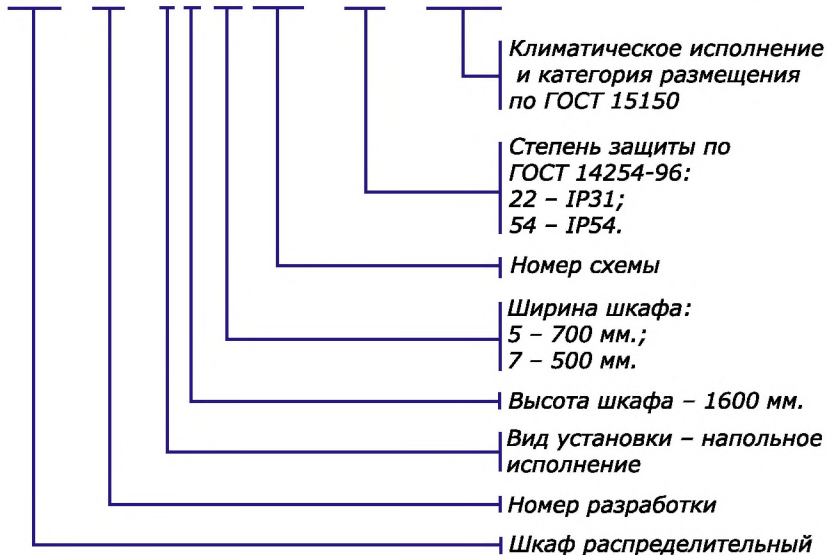 Климатическое исполнение
и категория размещения
по ГОСТ 15150
Степень защиты по
ГОСТ 14254-96:
22 – IP31;
54 – IP54.
Номер схемы
Ширина шкафа:
5 – 700 мм.;
7 – 500 мм.
Высота шкафа – 1600 мм.
Вид установки – напольное
исполнение
Номер разработки
Шкаф распределительный